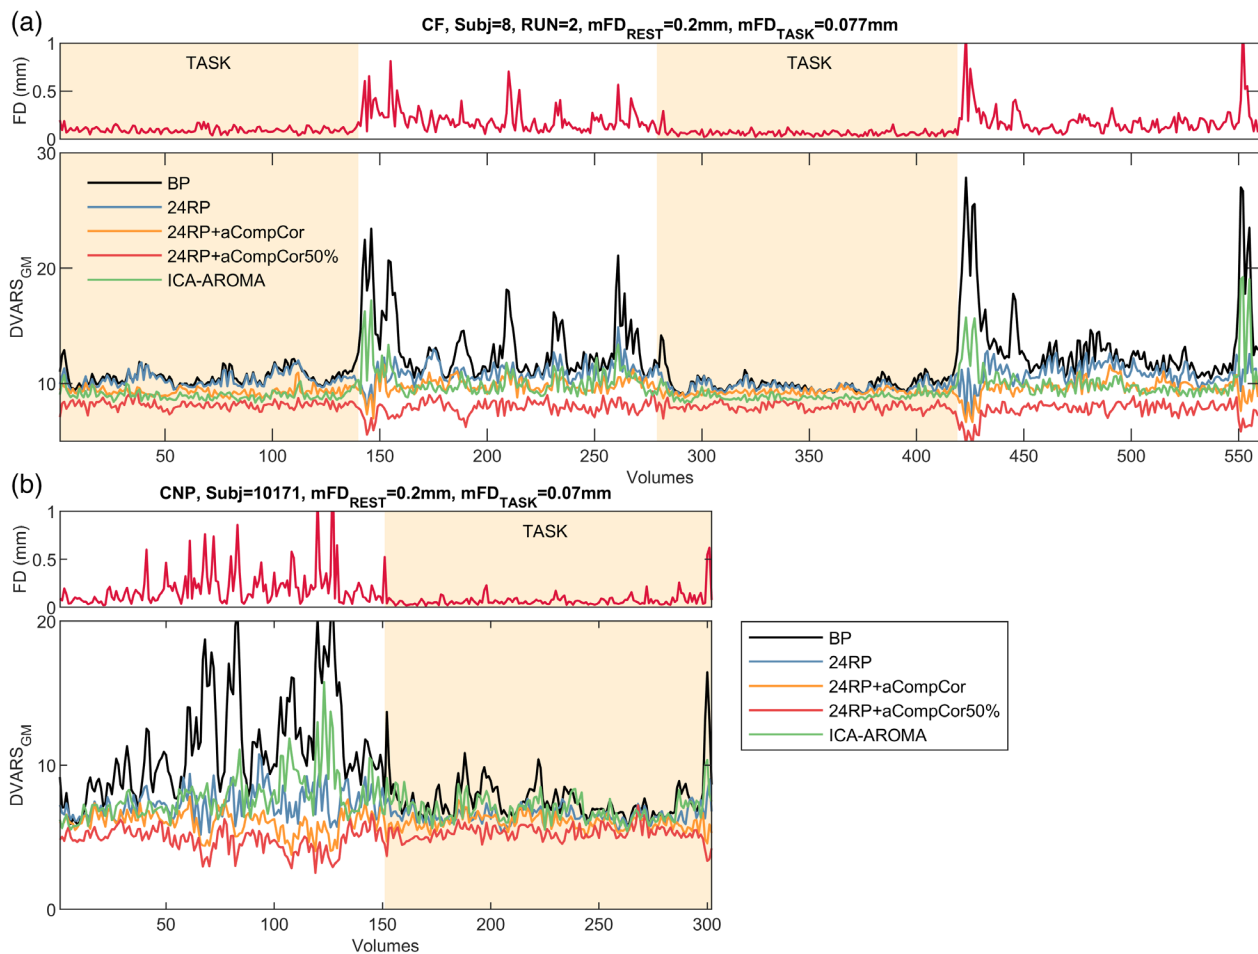 (a)
CF, Subj=8, RUN=2, mFD_REST=0.2mm, mFD_TASK=0.077mm
FD (mm)
1
0.5
0
TASK
TASK
DVARS_GM
30
20
10
BP
24RP
24RP+aCompCor
24RP+aCompCor50%
ICA-AROMA
50 100 150 200 250 300 350 400 450 500 550
Volumes
(b)
CNP, Subj=10171, mFD_REST=0.2mm, mFD_TASK=0.07mm
FD (mm)
1
0.5
0
TASK
DVARS_GM
20
10
0
50 100 150 200 250 300
Volumes
BP
24RP
24RP+aCompCor
24RP+aCompCor50%
ICA-AROMA